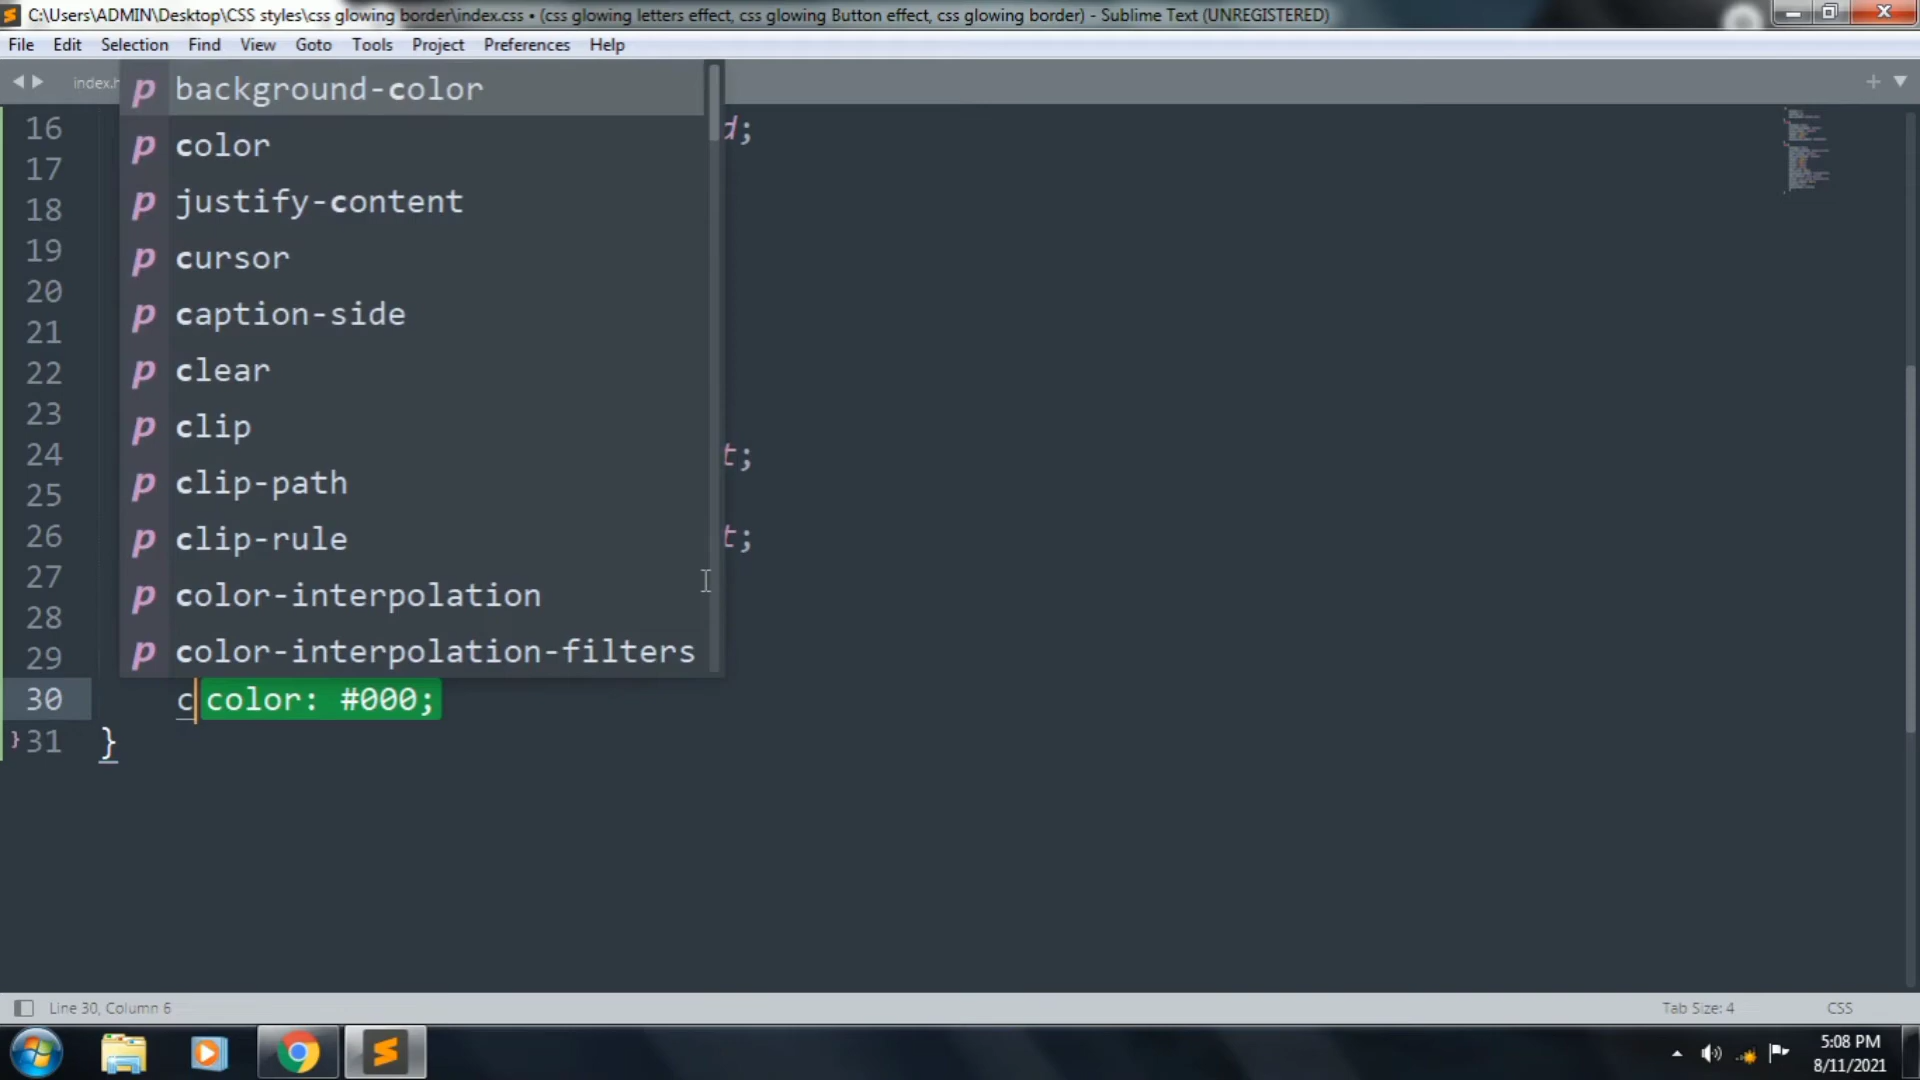 C:\Users\ADMIN\Desktop\CSS styles\css glowing border\index.css • (css glowing letters effect, css glowing Button effect, css glowing border) - Sublime Text (UNREGISTERED)
File Edit Selection Find View Goto Tools Project Preferences Help
index.h
p background-color
p color
p justify-content
p cursor
p caption-side
p clear
p clip
p clip-path
p clip-rule
p color-interpolation
p color-interpolation-filters
16 d;
17
18
19
20
21
22
23
24 t;
25
26 t;
27
28
29
30 c color: #000;
31 }
Line 30, Column 6 Tab Size: 4 CSS
5:08 PM
8/11/2021